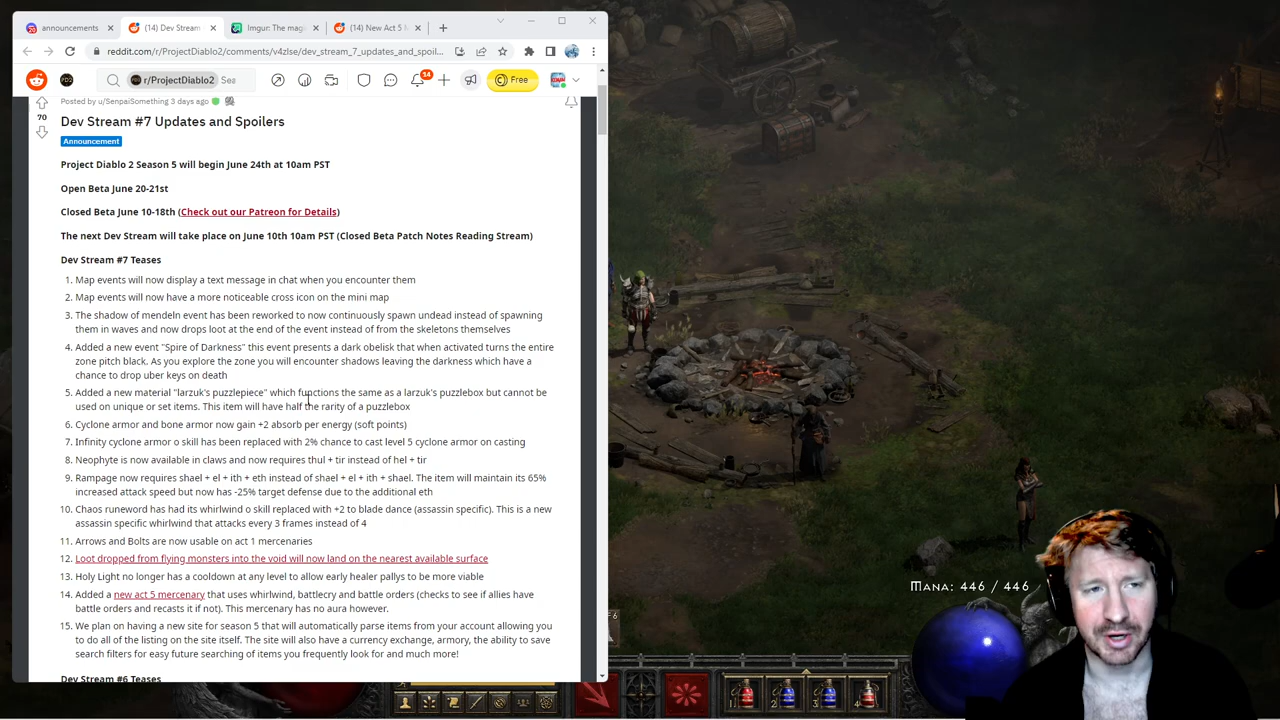 announcements
(14) Dev Stream
Imgur: The mag
(14) New Act 5 M
reddit.com/r/ProjectDiablo2/comments/v4zlse/dev_stream_7_updates_and_spoil...
r/ProjectDiablo2 Sea
14
Free
Posted by u/SenpaiSomething 3 days ago
70
Dev Stream #7 Updates and Spoilers
Announcement
Project Diablo 2 Season 5 will begin June 24th at 10am PST
Open Beta June 20-21st
Closed Beta June 10-18th (Check out our Patreon for Details)
The next Dev Stream will take place on June 10th 10am PST (Closed Beta Patch Notes Reading Stream)
Dev Stream #7 Teases
1. Map events will now display a text message in chat when you encounter them
2. Map events will now have a more noticeable cross icon on the mini map
3. The shadow of mendeln event has been reworked to now continuously spawn undead instead of spawning
them in waves and now drops loot at the end of the event instead of from the skeletons themselves
4. Added a new event "Spire of Darkness" this event presents a dark obelisk that when activated turns the entire
zone pitch black. As you explore the zone you will encounter shadows leaving the darkness which have a
chance to drop uber keys on death
5. Added a new material "larzuk's puzzlepiece" which functions the same as a larzuk's puzzlebox but cannot be
used on unique or set items. This item will have half the rarity of a puzzlebox
6. Cyclone armor and bone armor now gain +2 absorb per energy (soft points)
7. Infinity cyclone armor o skill has been replaced with 2% chance to cast level 5 cyclone armor on casting
8. Neophyte is now available in claws and now requires thul + tir instead of hel + tir
9. Rampage now requires shael + el + ith + eth instead of shael + el + ith + shael. The item will maintain its 65%
increased attack speed but now has -25% target defense due to the additional eth
10. Chaos runeword has had its whirlwind o skill replaced with +2 to blade dance (assassin specific). This is a new
assassin specific whirlwind that attacks every 3 frames instead of 4
11. Arrows and Bolts are now usable on act 1 mercenaries
12. Loot dropped from flying monsters into the void will now land on the nearest available surface
13. Holy Light no longer has a cooldown at any level to allow early healer pallys to be more viable
14. Added a new act 5 mercenary that uses whirlwind, battlecry and battle orders (checks to see if allies have
battle orders and recasts it if not). This mercenary has no aura however.
15. We plan on having a new site for season 5 that will automatically parse items from your account allowing you
to do all of the listing on the site itself. The site will also have a currency exchange, armory, the ability to save
search filters for easy future searching of items you frequently look for and much more!
Dev Stream #6 Teases
Mana: 446 / 446